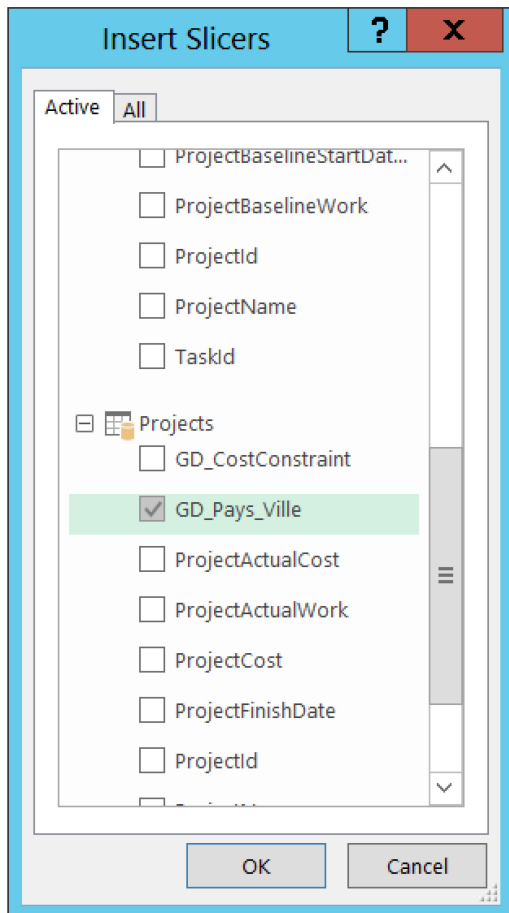 Insert Slicers
?
X
Active
All
ProjectBaselineStartDat...
ProjectBaselineWork
ProjectId
ProjectName
TaskId
Projects
GD_CostConstraint
GD_Pays_Ville
ProjectActualCost
ProjectActualWork
ProjectCost
ProjectFinishDate
ProjectId
OK
Cancel